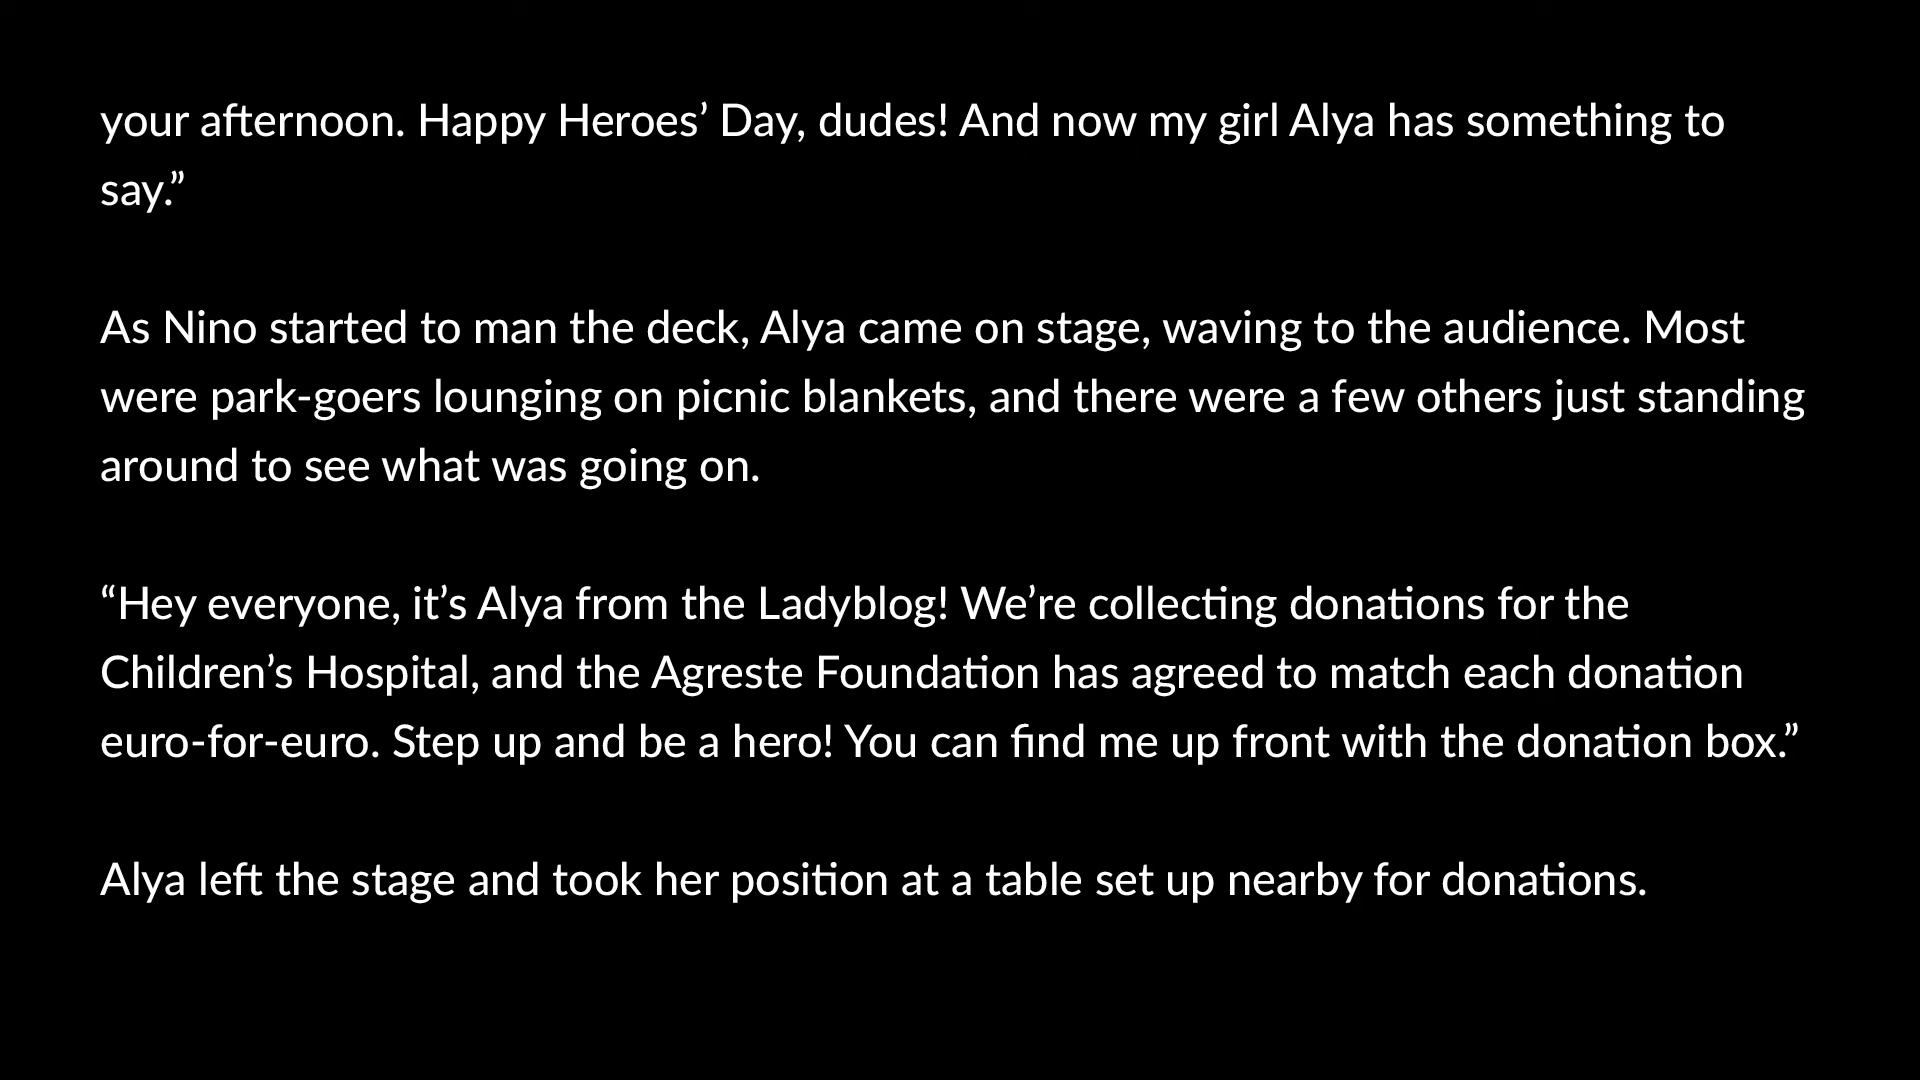 your afternoon. Happy Heroes’ Day, dudes! And now my girl Alya has something to
say.”
As Nino started to man the deck, Alya came on stage, waving to the audience. Most
were park-goers lounging on picnic blankets, and there were a few others just standing
around to see what was going on.
“Hey everyone, it’s Alya from the Ladyblog! We’re collecting donations for the
Children’s Hospital, and the Agreste Foundation has agreed to match each donation
euro-for-euro. Step up and be a hero! You can find me up front with the donation box.”
Alya left the stage and took her position at a table set up nearby for donations.